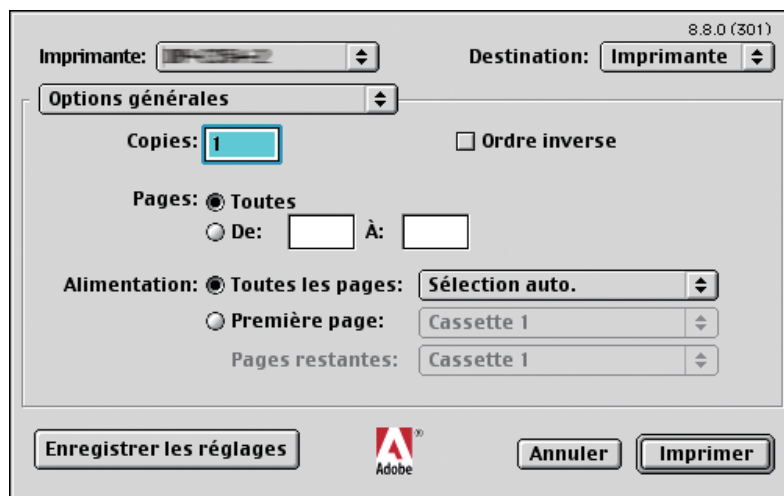 8.8.0 (301)
Imprimante: Destination: Imprimante
Options générales
Copies: 1 Ordre inverse
Pages: Toutes
De: À:
Alimentation: Toutes les pages: Sélection auto.
Première page: Cassette 1
Pages restantes: Cassette 1
Enregistrer les réglages Adobe® Annuler Imprimer